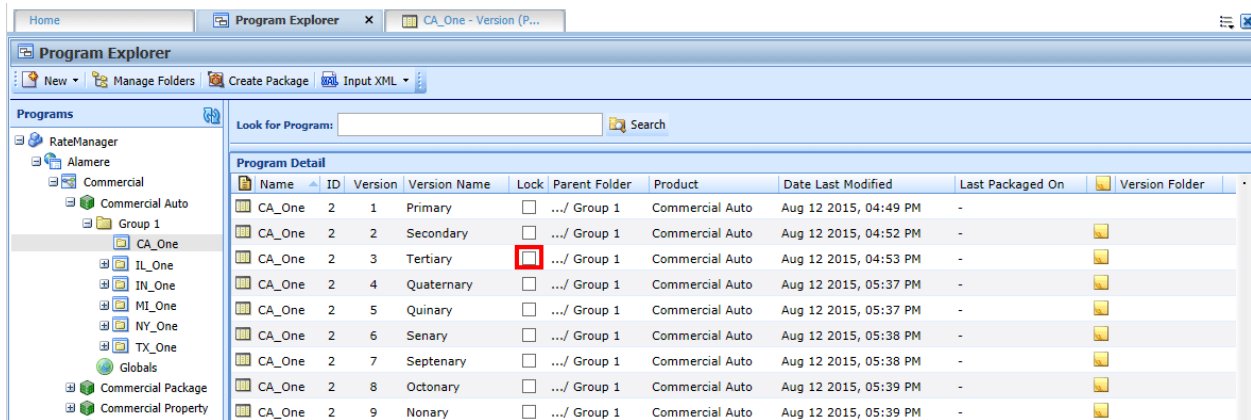 Home
Program Explorer x
CA_One - Version (P...
Program Explorer
New Manage Folders Create Package Input XML
Programs
RateManager
Alamere
Commercial
Commercial Auto
Group 1
CA_One
IL_One
IN_One
MI_One
NY_One
TX_One
Globals
Commercial Package
Commercial Property
Look for Program: Search
Program Detail
Name ID Version Version Name Lock Parent Folder Product Date Last Modified Last Packaged On Version Folder
CA_One 2 1 Primary .../ Group 1 Commercial Auto Aug 12 2015, 04:49 PM -
CA_One 2 2 Secondary .../ Group 1 Commercial Auto Aug 12 2015, 04:52 PM -
CA_One 2 3 Tertiary .../ Group 1 Commercial Auto Aug 12 2015, 04:53 PM -
CA_One 2 4 Quaternary .../ Group 1 Commercial Auto Aug 12 2015, 05:37 PM -
CA_One 2 5 Quinary .../ Group 1 Commercial Auto Aug 12 2015, 05:37 PM -
CA_One 2 6 Senary .../ Group 1 Commercial Auto Aug 12 2015, 05:38 PM -
CA_One 2 7 Septenary .../ Group 1 Commercial Auto Aug 12 2015, 05:38 PM -
CA_One 2 8 Octonary .../ Group 1 Commercial Auto Aug 12 2015, 05:39 PM -
CA_One 2 9 Nonary .../ Group 1 Commercial Auto Aug 12 2015, 05:39 PM -